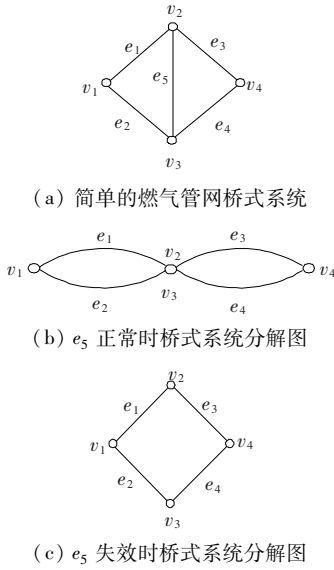 v₂
e₁ e₃
v₁ e₅ v₄
e₂ e₄
v₃
（a）简单的燃气管网桥式系统
e₁ v₂ e₃
v₁ v₄
e₂ v₃ e₄
（b）e₅ 正常时桥式系统分解图
v₂
e₁ e₃
v₁ v₄
e₂ e₄
v₃
（c）e₅ 失效时桥式系统分解图